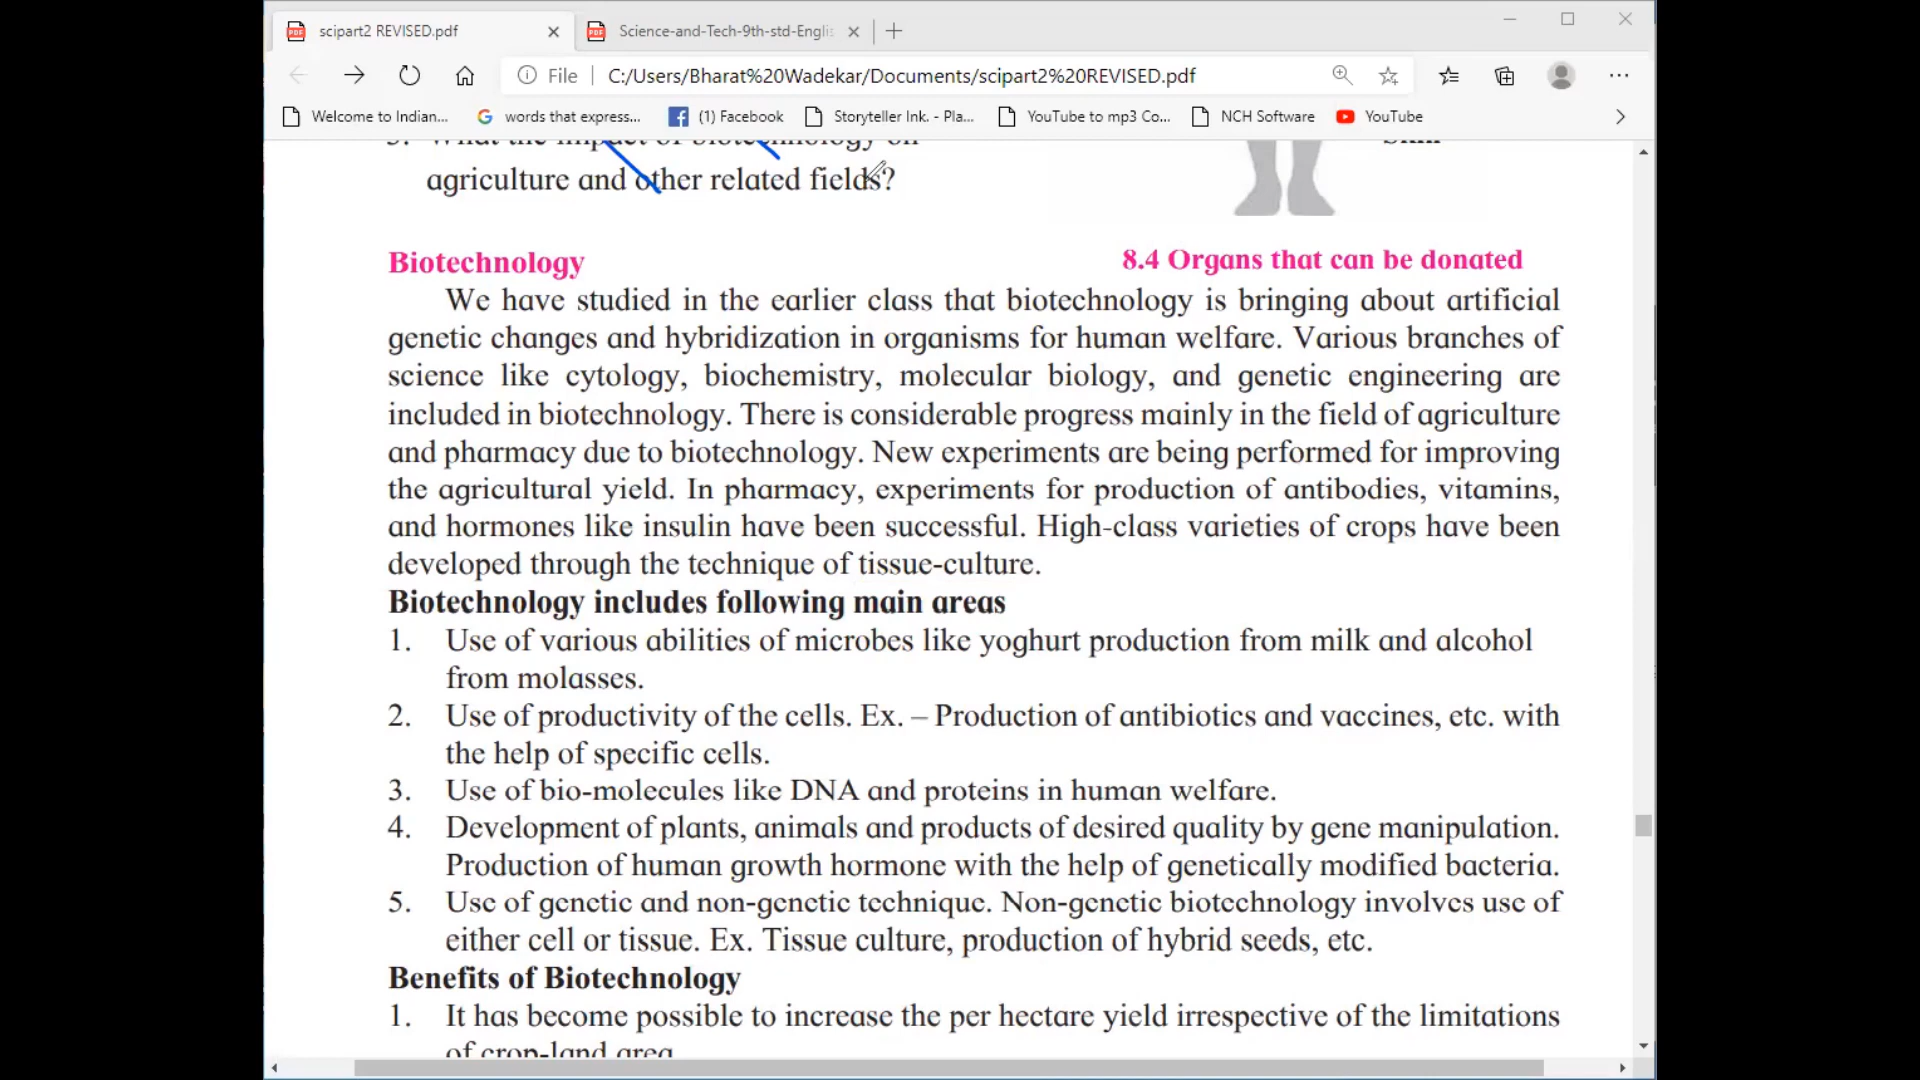 scipart2 REVISED.pdf
Science-and-Tech-9th-std-Englis
File
C:/Users/Bharat%20Wadekar/Documents/scipart2%20REVISED.pdf
Welcome to Indian...
words that express...
(1) Facebook
Storyteller Ink. - Pla...
YouTube to mp3 Co...
NCH Software
YouTube
What the impact of biotechnology on
agriculture and other related fields?
Skin
Biotechnology
8.4 Organs that can be donated
We have studied in the earlier class that biotechnology is bringing about artificial
genetic changes and hybridization in organisms for human welfare. Various branches of
science like cytology, biochemistry, molecular biology, and genetic engineering are
included in biotechnology. There is considerable progress mainly in the field of agriculture
and pharmacy due to biotechnology. New experiments are being performed for improving
the agricultural yield. In pharmacy, experiments for production of antibodies, vitamins,
and hormones like insulin have been successful. High-class varieties of crops have been
developed through the technique of tissue-culture.
Biotechnology includes following main areas
1. Use of various abilities of microbes like yoghurt production from milk and alcohol
from molasses.
2. Use of productivity of the cells. Ex. – Production of antibiotics and vaccines, etc. with
the help of specific cells.
3. Use of bio-molecules like DNA and proteins in human welfare.
4. Development of plants, animals and products of desired quality by gene manipulation.
Production of human growth hormone with the help of genetically modified bacteria.
5. Use of genetic and non-genetic technique. Non-genetic biotechnology involves use of
either cell or tissue. Ex. Tissue culture, production of hybrid seeds, etc.
Benefits of Biotechnology
1. It has become possible to increase the per hectare yield irrespective of the limitations
of crop-land area